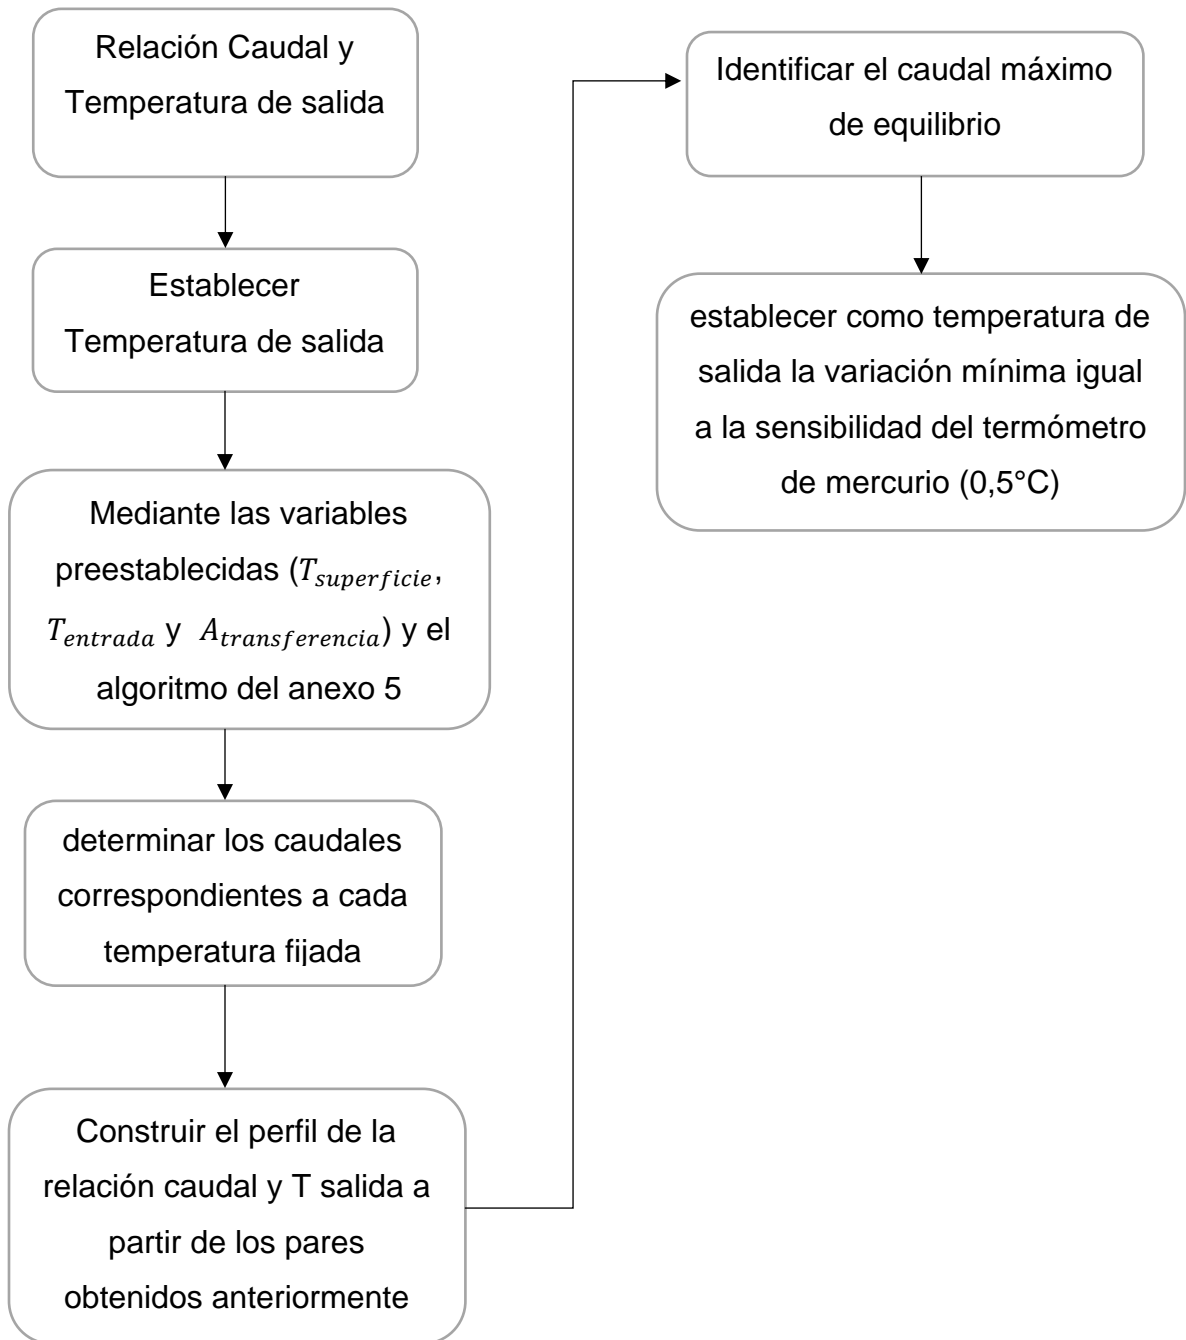 Relación Caudal y
Temperatura de salida
Establecer
Temperatura de salida
Mediante las variables
preestablecidas (T_superficie,
T_entrada y A_transferencia) y el
algoritmo del anexo 5
determinar los caudales
correspondientes a cada
temperatura fijada
Construir el perfil de la
relación caudal y T salida a
partir de los pares
obtenidos anteriormente
Identificar el caudal máximo
de equilibrio
establecer como temperatura de
salida la variación mínima igual
a la sensibilidad del termómetro
de mercurio (0,5°C)